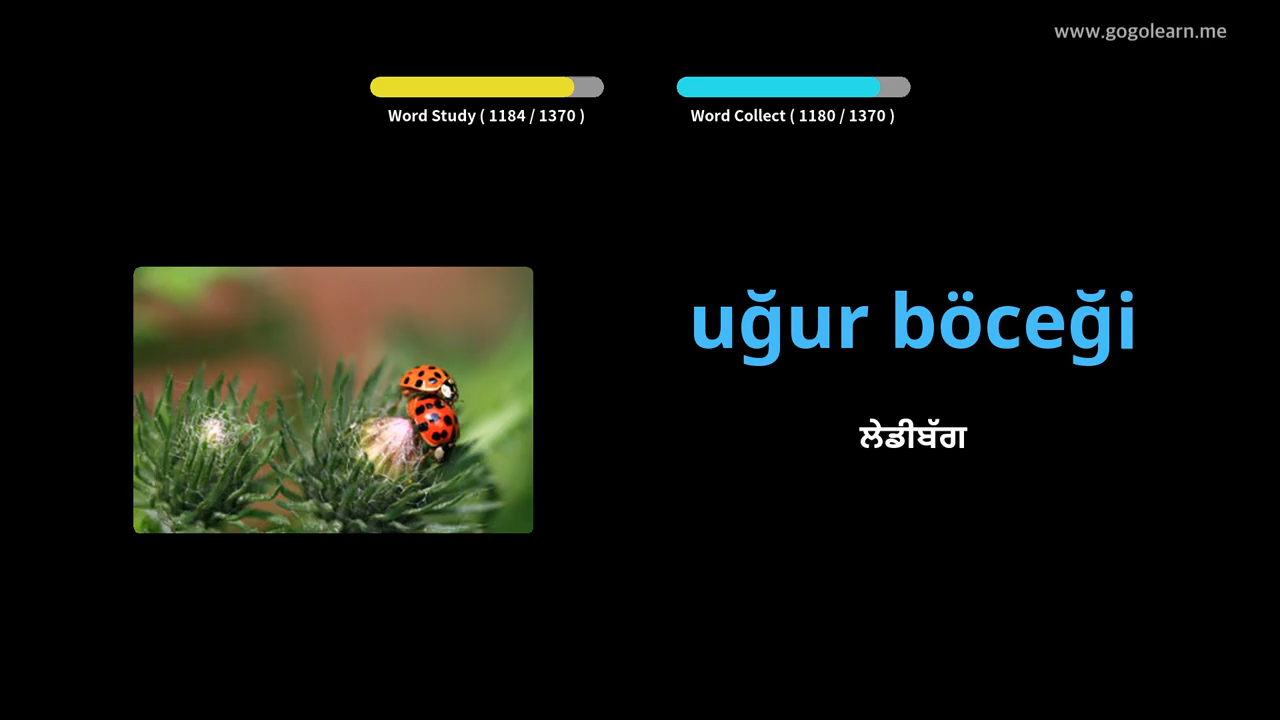 www.gogolearn.me
Word Study ( 1184 / 1370 )
Word Collect ( 1180 / 1370 )
uğur böceği
ਲੇਡੀਬੱਗ